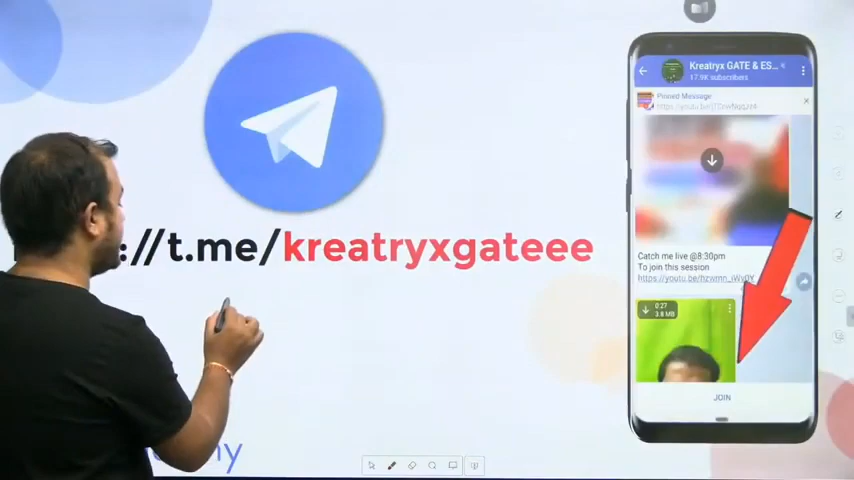 ://t.me/kreatryxgateee
Kreatryx GATE & ES...
17.9K subscribers
Pinned Message
Catch me live @8:30pm
To join this session
0:27
3.8 MB
JOIN